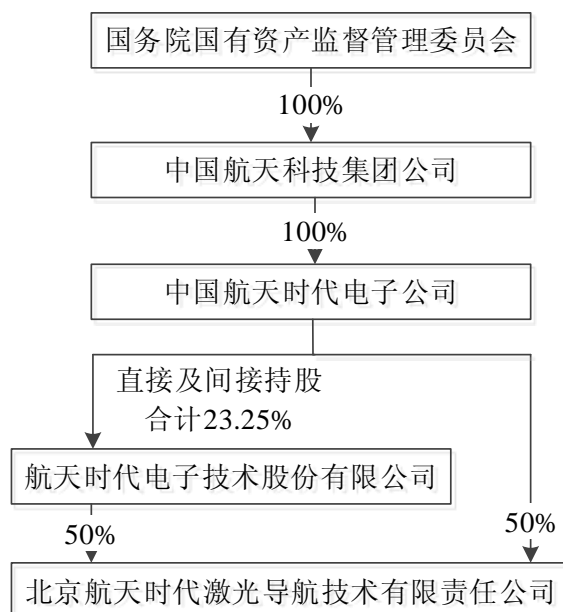 国务院国有资产监督管理委员会
100%
中国航天科技集团公司
100%
中国航天时代电子公司
直接及间接持股
合计23.25%
航天时代电子技术股份有限公司
50%
50%
北京航天时代激光导航技术有限责任公司